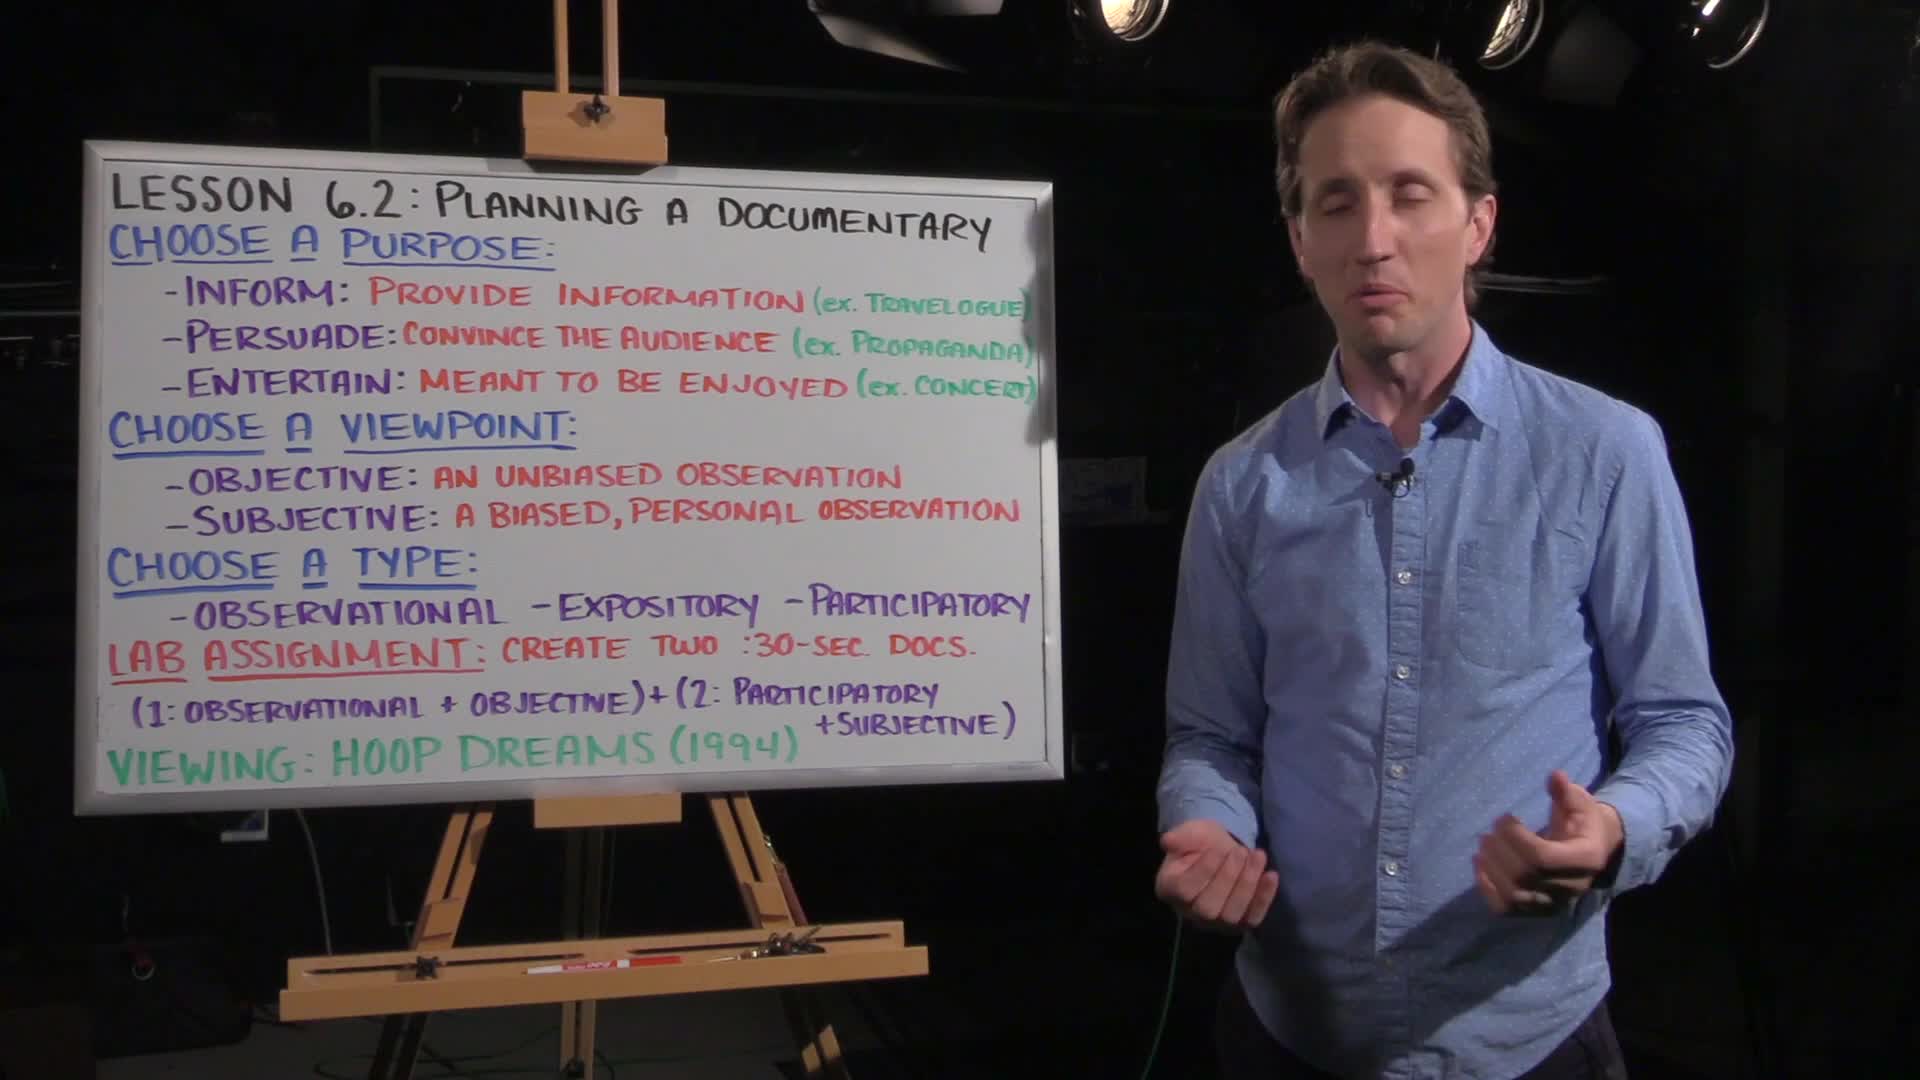 LESSON 6.2: PLANNING A DOCUMENTARY
CHOOSE A PURPOSE:
-INFORM: PROVIDE INFORMATION (ex. TRAVELOGUE)
-PERSUADE: CONVINCE THE AUDIENCE (ex. PROPAGANDA)
-ENTERTAIN: MEANT TO BE ENJOYED (ex. CONCERT)
CHOOSE A VIEWPOINT:
-OBJECTIVE: AN UNBIASED OBSERVATION
-SUBJECTIVE: A BIASED, PERSONAL OBSERVATION
CHOOSE A TYPE:
-OBSERVATIONAL -EXPOSITORY -PARTICIPATORY
LAB ASSIGNMENT: CREATE TWO :30-SEC. DOCS.
(1: OBSERVATIONAL + OBJECTIVE) + (2: PARTICIPATORY
+SUBJECTIVE)
VIEWING: HOOP DREAMS (1994)